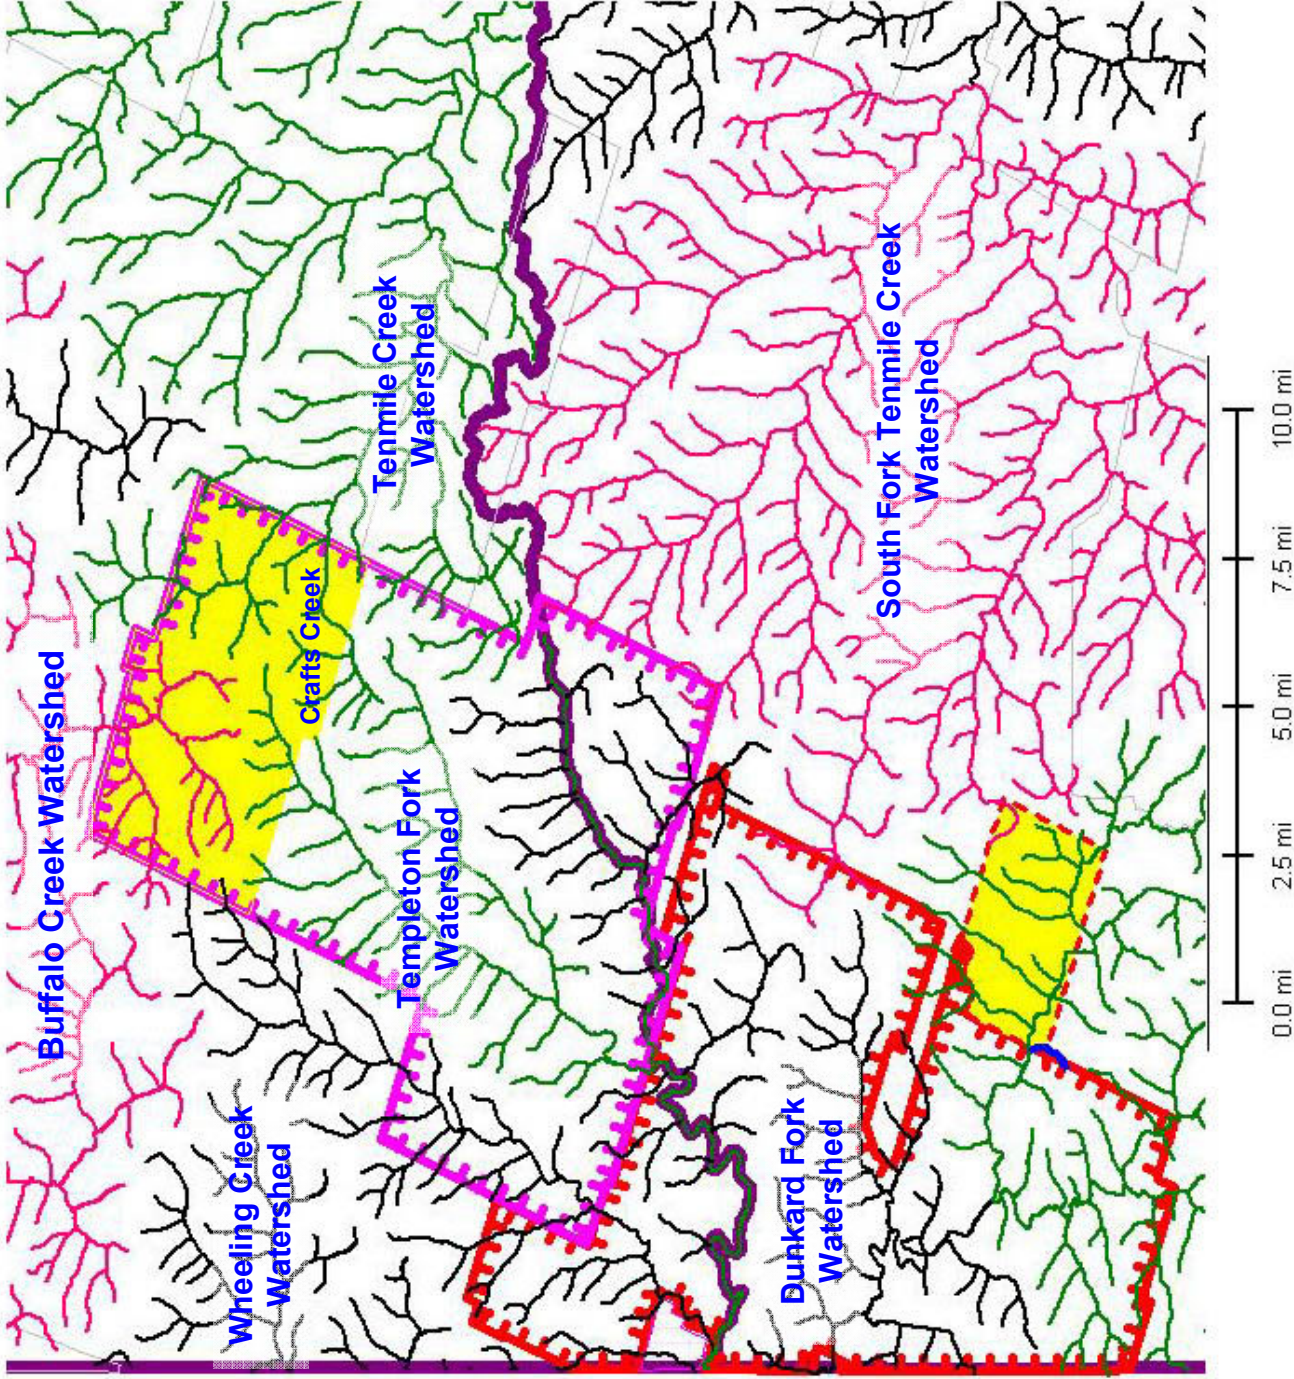 Buffalo Creek Watershed
Wheeling Creek
Watershed
Crafts Creek
Templeton Fork
Watershed
Tenmile Creek
Watershed
Dunkard Fork
Watershed
South Fork Tenmile Creek
Watershed
0.0 mi
2.5 mi
5.0 mi
7.5 mi
10.0 mi